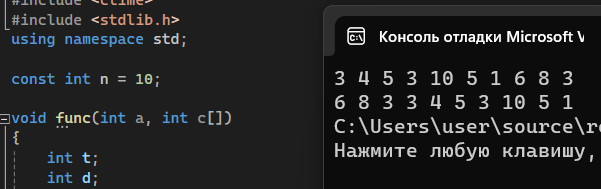 #include <ctime>
#include <stdlib.h>
using namespace std;
const int n = 10;
void func(int a, int c[])
{
int t;
int d;
Консоль отладки Microsoft
3 4 5 3 10 5 1 6 8 3
6 8 3 3 4 5 3 10 5 1
C:\Users\user\source\r
Нажмите любую клавишу,